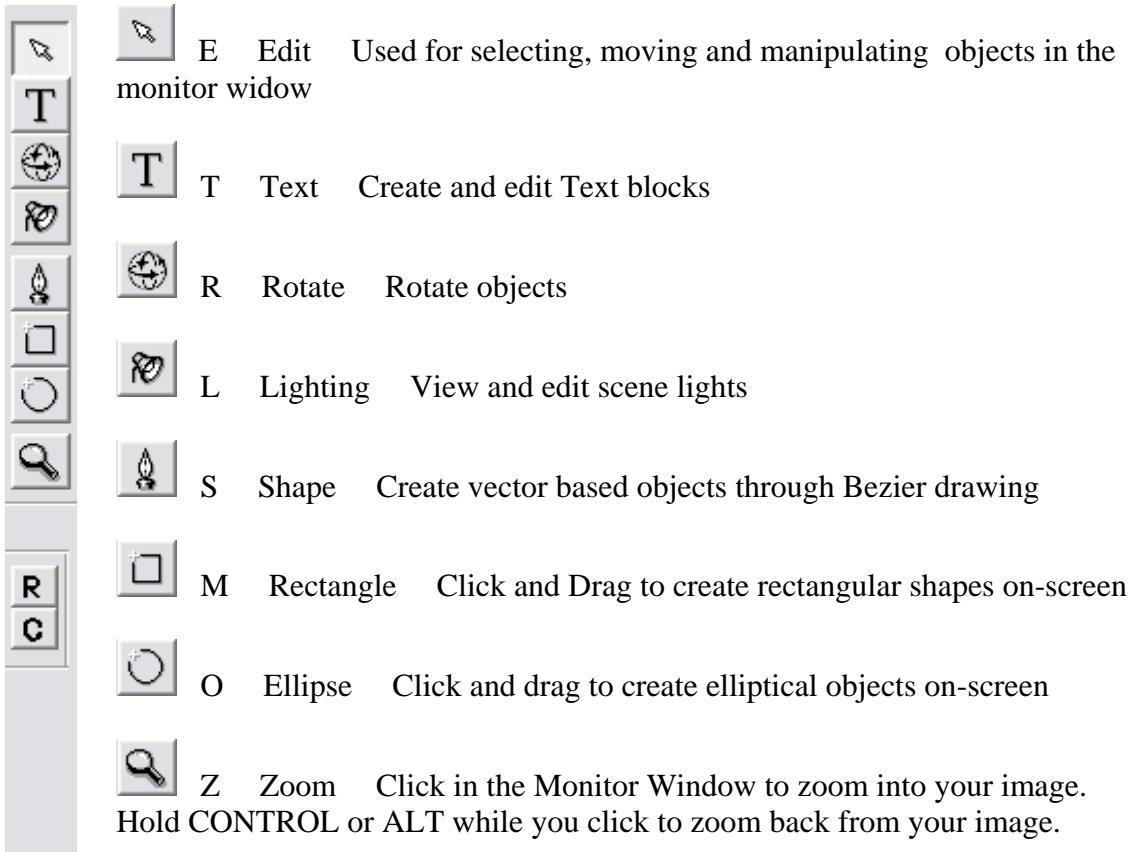 T
R
C
E Edit Used for selecting, moving and manipulating objects in the
monitor widow
T T Text Create and edit Text blocks
R Rotate Rotate objects
L Lighting View and edit scene lights
S Shape Create vector based objects through Bezier drawing
M Rectangle Click and Drag to create rectangular shapes on-screen
O Ellipse Click and drag to create elliptical objects on-screen
Z Zoom Click in the Monitor Window to zoom into your image.
Hold CONTROL or ALT while you click to zoom back from your image.